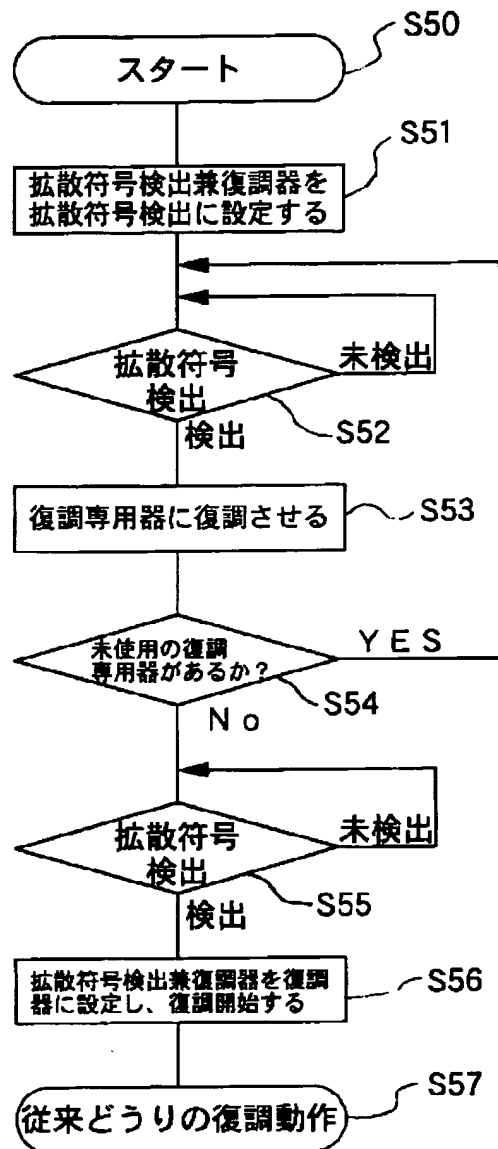 S50
スタート
S51
拡散符号検出兼復調器を
拡散符号検出に設定する
拡散符号
検出
未検出
検出
S52
復調専用器に復調させる
S53
未使用の復調
専用器があるか?
YES
S54
No
拡散符号
検出
未検出
検出
S55
拡散符号検出兼復調器を復調
器に設定し、復調開始する
S56
S57
従来どうりの復調動作